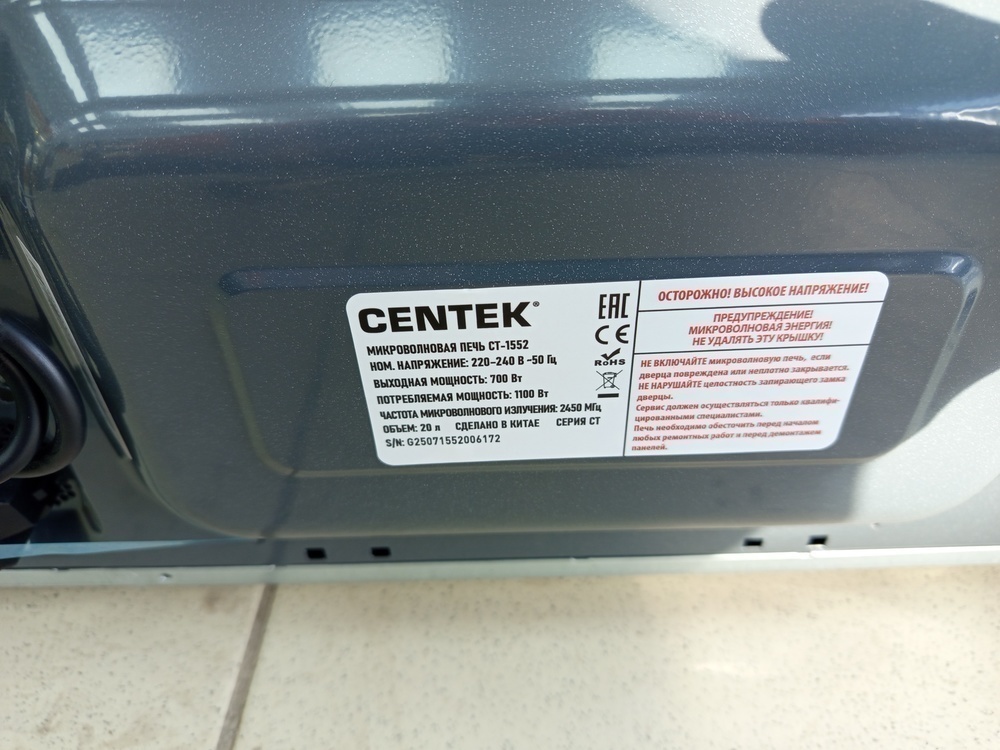 CENTEK®
МИКРОВОЛНОВАЯ ПЕЧЬ CT-1552
НОМ. НАПРЯЖЕНИЕ: 220-240 В ~50 Гц
ВЫХОДНАЯ МОЩНОСТЬ: 700 Вт
ПОТРЕБЛЯЕМАЯ МОЩНОСТЬ: 1100 Вт
ЧАСТОТА МИКРОВОЛНОВОГО ИЗЛУЧЕНИЯ: 2450 МГц
ОБЪЕМ: 20 л СДЕЛАНО В КИТАЕ СЕРИЯ СТ
S/N: G25071552006172
EAC
CE
RoHS
ОСТОРОЖНО! ВЫСОКОЕ НАПРЯЖЕНИЕ!
ПРЕДУПРЕЖДЕНИЕ!
МИКРОВОЛНОВАЯ ЭНЕРГИЯ!
НЕ УДАЛЯТЬ ЭТУ КРЫШКУ!
НЕ ВКЛЮЧАЙТЕ микроволновую печь, если
дверца повреждена или неплотно закрывается.
НЕ НАРУШАЙТЕ целостность запирающего замка
дверцы.
Сервис должен осуществляться только квалифи-
цированными специалистами.
Печь необходимо обесточить перед началом
любых ремонтных работ и перед демонтажем
панелей.